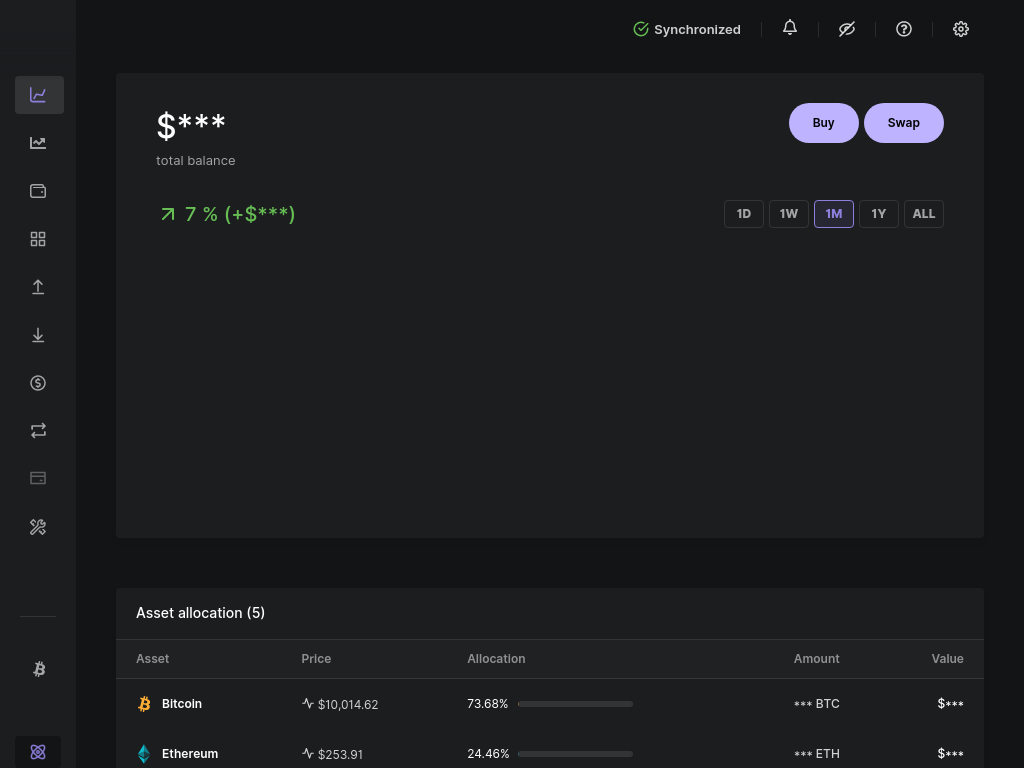 Synchronized
$***
total balance
Buy
Swap
7 % (+$***)
1D
1W
1M
1Y
ALL
Asset allocation (5)
Asset Price Allocation Amount Value
Bitcoin $10,014.62 73.68% *** BTC $***
Ethereum $253.91 24.46% *** ETH $***